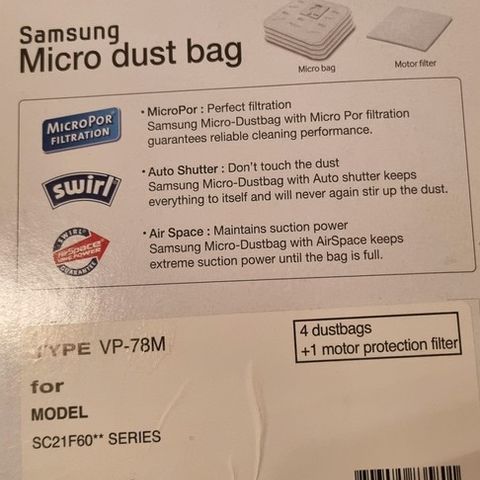 Samsung
Micro dust bag
Micro bag
Motor filter
MICROPOR®
FILTRATION
• MicroPor : Perfect filtration
Samsung Micro-Dustbag with Micro Por filtration
guarantees reliable cleaning performance.
swirl
• Auto Shutter : Don't touch the dust
Samsung Micro-Dustbag with Auto shutter keeps
everything to itself and will never again stir up the dust.
SWIRL
AirSpace
GUARANTEE
• Air Space : Maintains suction power
Samsung Micro-Dustbag with AirSpace keeps
extreme suction power until the bag is full.
TYPE VP-78M
4 dustbags
+1 motor protection filter
for
MODEL
SC21F60** SERIES